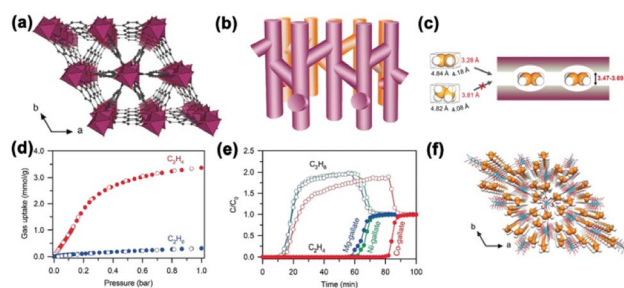 (a)
b
a
(b)
(c)
3.28 Å
4.84 Å 4.18 Å
3.81 Å
4.82 Å 4.08 Å
3.47-3.69
(d)
Gas uptake (mmol/g)
4.0
3.0
2.0
1.0
0.0
C₂H₄
C₂H₆
0.0 0.2 0.4 0.6 0.8 1.0
Pressure (bar)
(e)
C/C₀
2.5
2.0
1.5
1.0
0.5
0.0
C₂H₆
C₂H₄
Mg-gallate
Ni-gallate
Co-gallate
0 20 40 60 80 100
Time (min)
(f)
b
a